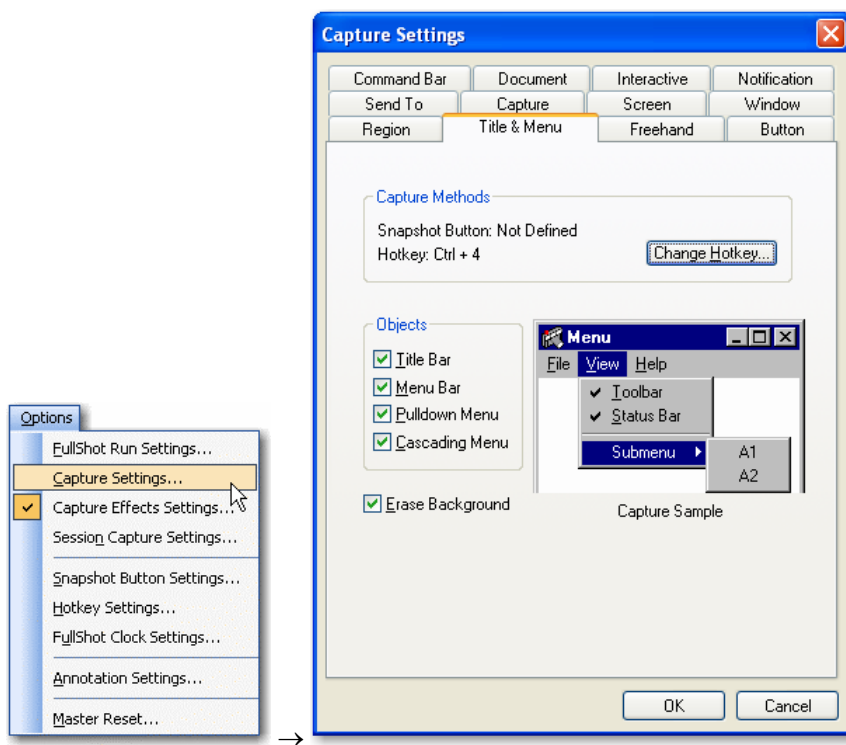 Capture Settings
Command Bar Document Interactive Notification
Send To Capture Screen Window
Region Title & Menu Freehand Button
Capture Methods
Snapshot Button: Not Defined
Hotkey: Ctrl + 4 Change Hotkey...
Objects
Title Bar
Menu Bar
Pulldown Menu
Cascading Menu
Erase Background
Menu
File View Help
Toolbar
Status Bar
Submenu
A1
A2
Capture Sample
OK Cancel
Options
FullShot Run Settings...
Capture Settings...
Capture Effects Settings...
Session Capture Settings...
Snapshot Button Settings...
Hotkey Settings...
FullShot Clock Settings...
Annotation Settings...
Master Reset...
→